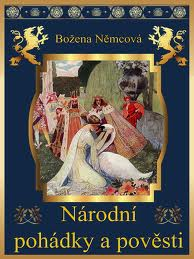 Božena Němcová
Národní
pohádky a pověsti